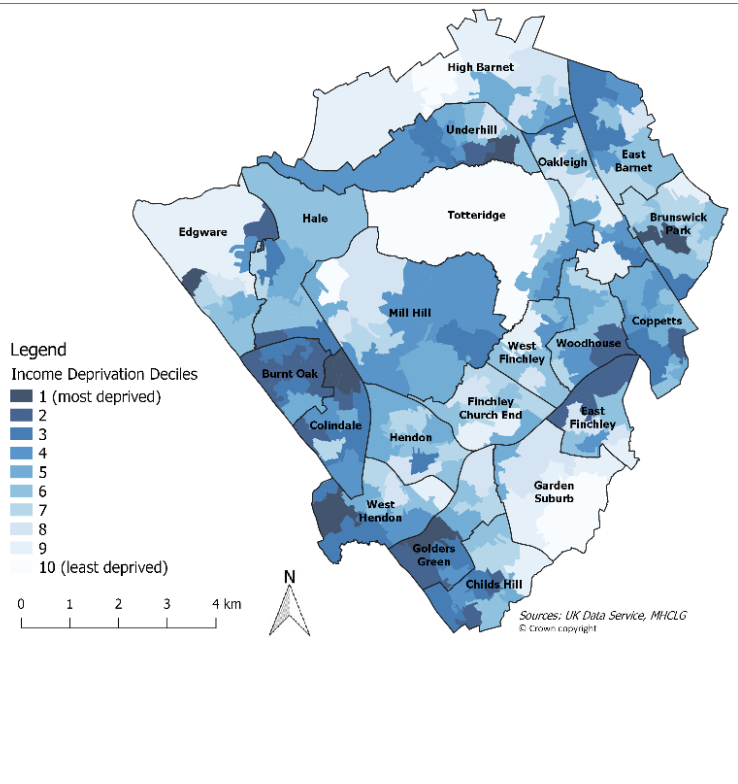 High Barnet
Underhill
Oakleigh
East
Barnet
Brunswick
Park
Totteridge
Hale
Edgware
Mill Hill
Coppetts
Woodhouse
West
Finchley
Legend
Income Deprivation Deciles
1 (most deprived)
2
3
4
5
6
7
8
9
10 (least deprived)
Burnt Oak
Finchley
Church End
East
Finchley
Colindale
Hendon
Garden
Suburb
West
Hendon
Golders
Green
Childs Hill
N
0 1 2 3 4 km
Sources: UK Data Service, MHCLG
© Crown copyright